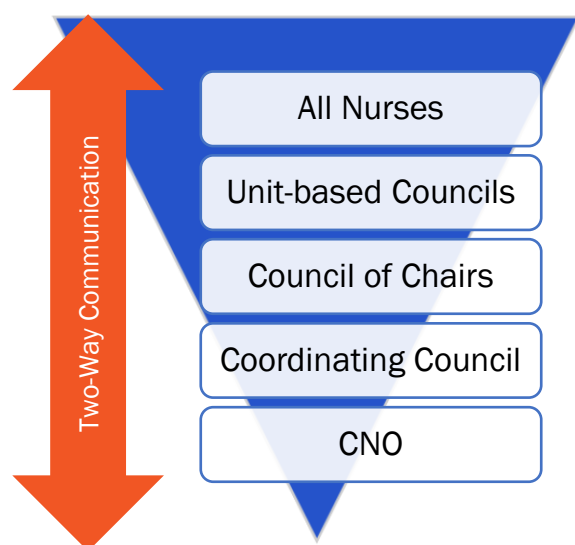 All Nurses
Unit-based Councils
Council of Chairs
Coordinating Council
CNO
Two-Way Communication